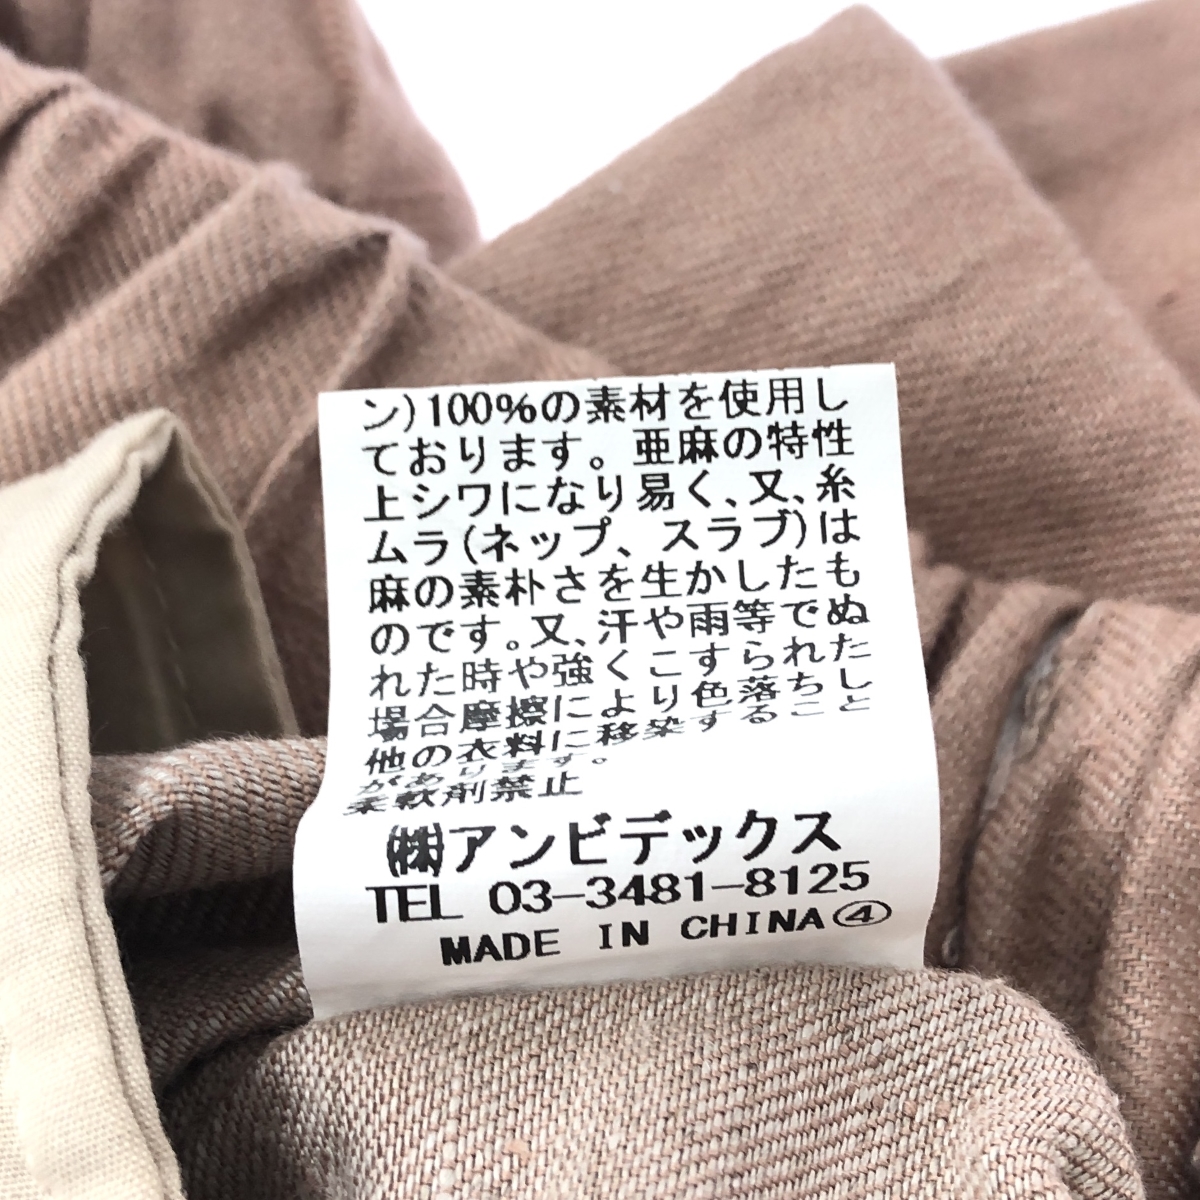 ン)100%の素材を使用し
ております。亜麻の特性
上シワになり易く、又、糸
ムラ(ネップ、スラブ)は
麻の素朴さを生かしたも
のです。又、汗や雨等でぬ
れた時や強くこすられた
場合摩擦により色落ちし
他の衣料に移染すること
があります。
柔軟剤禁止
㈱アンビデックス
TEL 03-3481-8125
MADE IN CHINA④